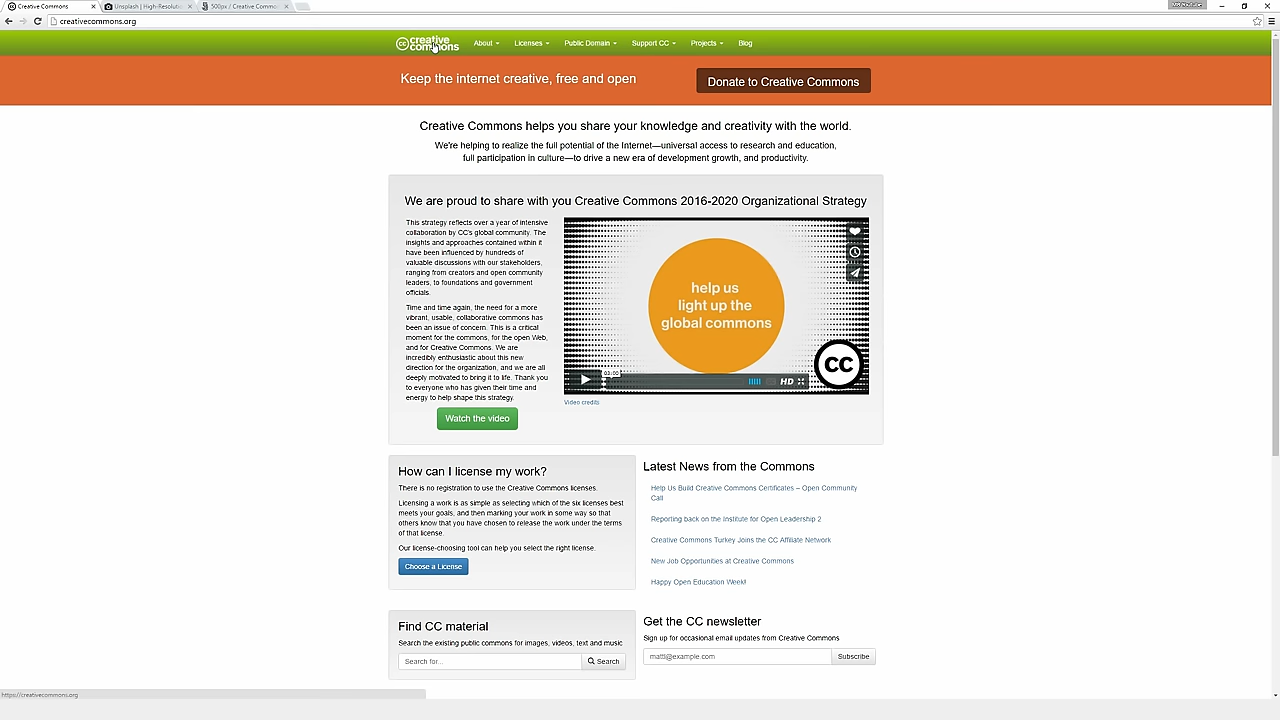 Creative Commons
Unsplash | High-Resoluti
500px / Creative Commo
creativecommons.org
cc creative commons
About
Licenses
Public Domain
Support CC
Projects
Blog
Keep the internet creative, free and open
Donate to Creative Commons
Creative Commons helps you share your knowledge and creativity with the world.
We're helping to realize the full potential of the Internet—universal access to research and education,
full participation in culture—to drive a new era of development growth, and productivity.
We are proud to share with you Creative Commons 2016-2020 Organizational Strategy
This strategy reflects over a year of intensive
collaboration by CC's global community. The
insights and approaches contained within it
have been influenced by hundreds of
valuable discussions with our stakeholders,
ranging from creators and open community
leaders, to foundations and government
officials.
Time and time again, the need for a more
vibrant, usable, collaborative commons has
been an issue of concern. This is a critical
moment for the commons, for the open Web,
and for Creative Commons. We are
incredibly enthusiastic about this new
direction for the organization, and we are all
deeply motivated to bring it to life. Thank you
to everyone who has given their time and
energy to help shape this strategy.
Watch the video
help us
light up the
global commons
cc
03:00
HD
Video credits
How can I license my work?
There is no registration to use the Creative Commons licenses.
Licensing a work is as simple as selecting which of the six licenses best
meets your goals, and then marking your work in some way so that
others know that you have chosen to release the work under the terms
of that license.
Our license-choosing tool can help you select the right license.
Choose a License
Latest News from the Commons
Help Us Build Creative Commons Certificates – Open Community
Call
Reporting back on the Institute for Open Leadership 2
Creative Commons Turkey Joins the CC Affiliate Network
New Job Opportunities at Creative Commons
Happy Open Education Week!
Find CC material
Search the existing public commons for images, videos, text and music
Search for...
Search
Get the CC newsletter
Sign up for occasional email updates from Creative Commons
matt@example.com
Subscribe
https://creativecommons.org